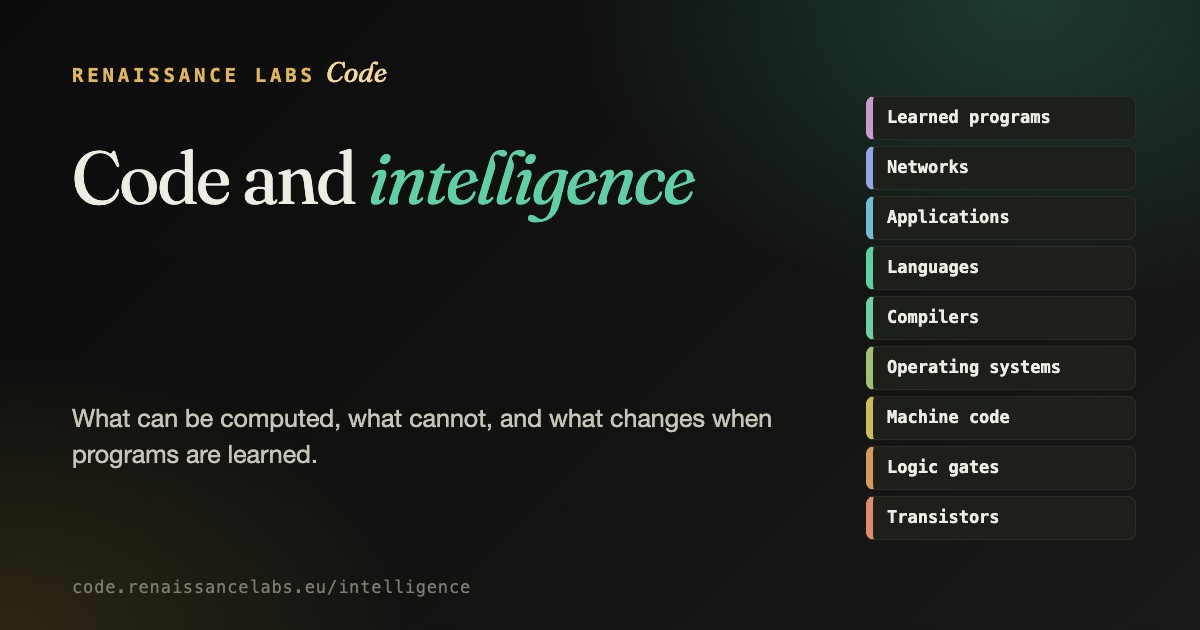 RENAISSANCE LABS Code
Code and intelligence
What can be computed, what cannot, and what changes when
programs are learned.
code.renaissancelabs.eu/intelligence
Learned programs
Networks
Applications
Languages
Compilers
Operating systems
Machine code
Logic gates
Transistors